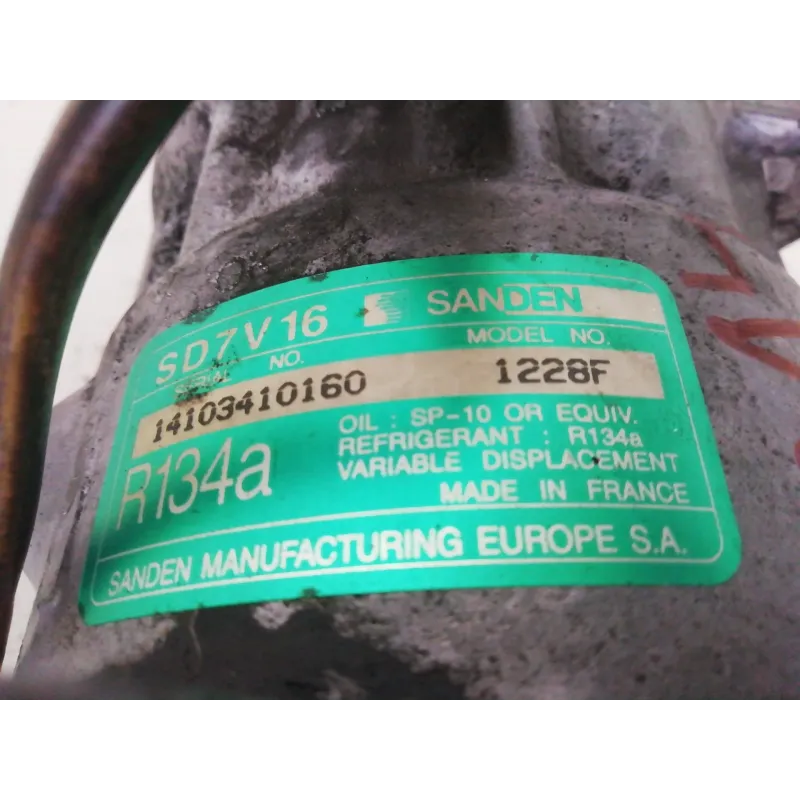 SD7V16 SANDEN
SERIAL NO. MODEL NO.
14103410160 1228F
R134a
OIL : SP-10 OR EQUIV.
REFRIGERANT : R134a
VARIABLE DISPLACEMENT
MADE IN FRANCE
SANDEN MANUFACTURING EUROPE S.A.